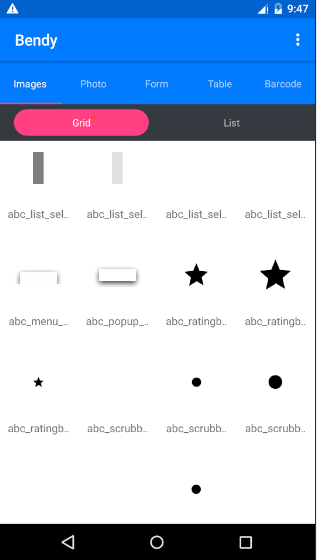 9:47
Bendy
Images Photo Form Table Barcode
Grid List
abc_list_sel.. abc_list_sel.. abc_list_sel.. abc_list_sel..
abc_menu_.. abc_popup_.. abc_ratingb.. abc_ratingb..
abc_ratingb.. abc_scrubb.. abc_scrubb.. abc_scrubb..